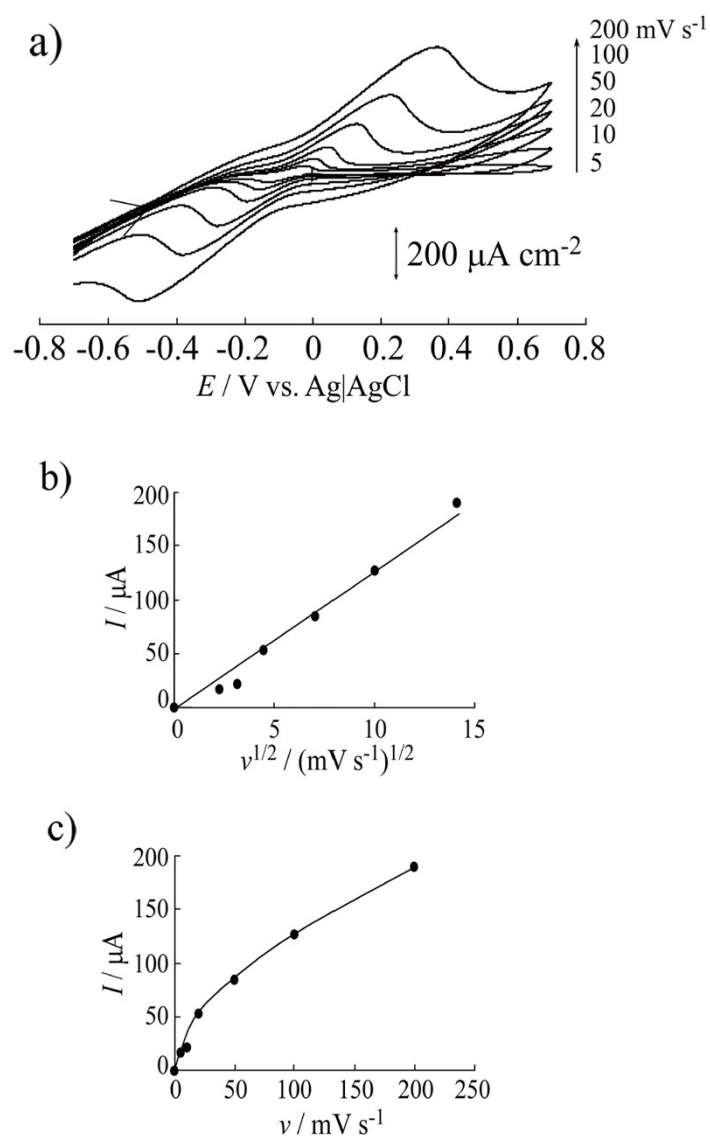 a)
200 mV s⁻¹
100
50
20
10
5
200 μA cm⁻²
-0.8 -0.6 -0.4 -0.2 0 0.2 0.4 0.6 0.8
E / V vs. Ag|AgCl
b)
200
150
100
50
0
I / μA
0 5 10 15
v¹/² / (mV s⁻¹)¹/²
c)
200
150
100
50
0
I / μA
0 50 100 150 200 250
v / mV s⁻¹